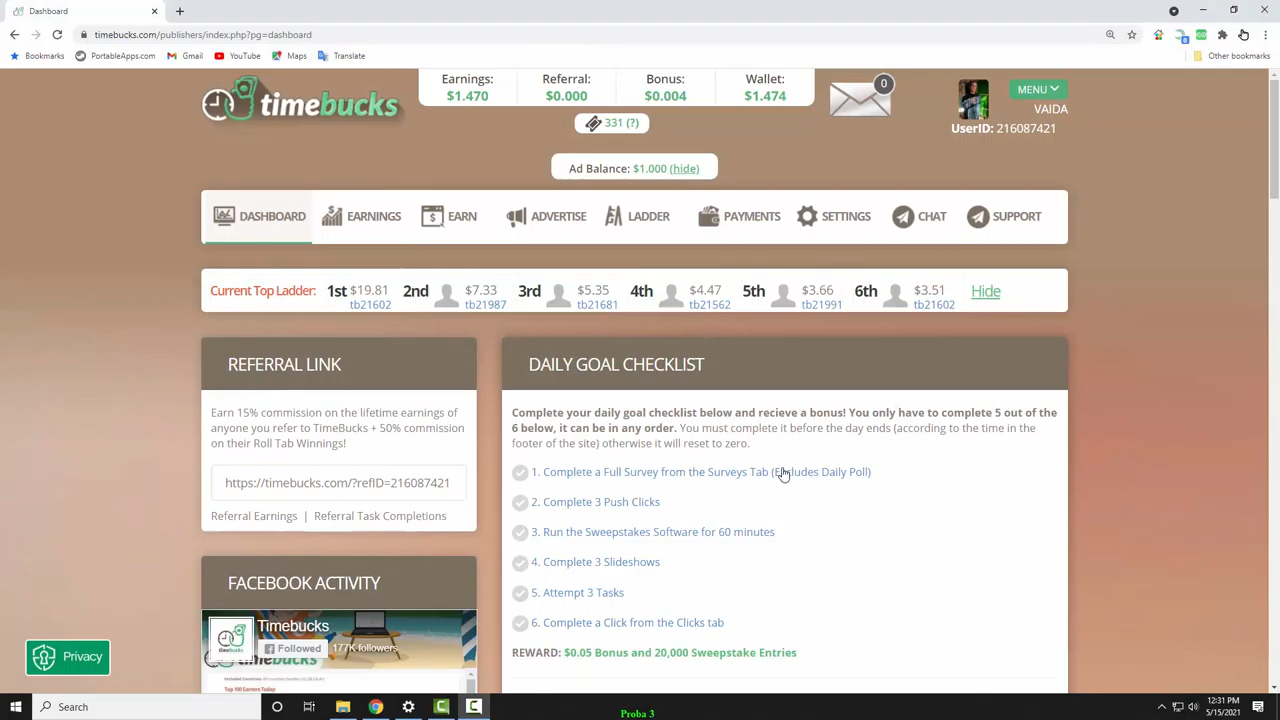 Dashboard
timebucks.com/publishers/index.php?pg=dashboard
Bookmarks PortableApps.com Gmail YouTube Maps Translate Other bookmarks
timebucks
Earnings: Referral: Bonus: Wallet:
$1.470 $0.000 $0.004 $1.474
331 (?)
0
MENU
VAIDA
UserID: 216087421
Ad Balance: $1.000 (hide)
DASHBOARD EARNINGS EARN ADVERTISE LADDER PAYMENTS SETTINGS CHAT SUPPORT
Current Top Ladder: 1st $19.81 2nd $7.33 3rd $5.35 4th $4.47 5th $3.66 6th $3.51 Hide
tb21602 tb21987 tb21681 tb21562 tb21991 tb21602
REFERRAL LINK
Earn 15% commission on the lifetime earnings of
anyone you refer to TimeBucks + 50% commission
on their Roll Tab Winnings!
https://timebucks.com/?refID=216087421
Referral Earnings | Referral Task Completions
FACEBOOK ACTIVITY
Timebucks
Followed 177K followers
Top 100 Earners Today:
DAILY GOAL CHECKLIST
Complete your daily goal checklist below and recieve a bonus! You only have to complete 5 out of the
6 below, it can be in any order. You must complete it before the day ends (according to the time in the
footer of the site) otherwise it will reset to zero.
1. Complete a Full Survey from the Surveys Tab (Excludes Daily Poll)
2. Complete 3 Push Clicks
3. Run the Sweepstakes Software for 60 minutes
4. Complete 3 Slideshows
5. Attempt 3 Tasks
6. Complete a Click from the Clicks tab
REWARD: $0.05 Bonus and 20,000 Sweepstake Entries
Privacy
Search
12:31 PM
5/15/2021
Proba 3